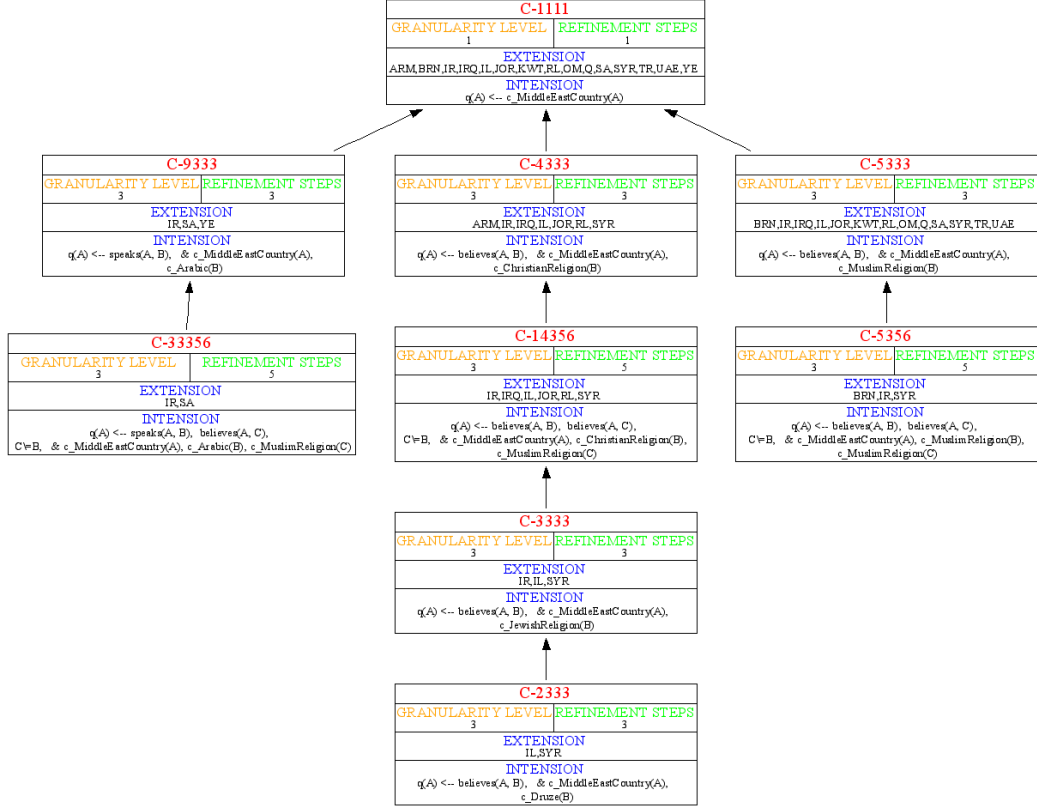 C-1111
GRANULARITY LEVEL
1
REFINEMENT STEPS
1
EXTENSION
ARM,BRN,IR,IRQ,IL,JOR,KWT,RL,OM,Q,SA,SYR,TR,UAE,YE
INTENSION
q(A) <-- c_MiddleEastCountry(A)
C-9333
GRANULARITY LEVEL
3
REFINEMENT STEPS
3
EXTENSION
IR,SA,YE
INTENSION
q(A) <-- speaks(A, B), & c_MiddleEastCountry(A),
c_Arabic(B)
C-4333
GRANULARITY LEVEL
3
REFINEMENT STEPS
3
EXTENSION
ARM,IR,IRQ,IL,JOR,RL,SYR
INTENSION
q(A) <-- believes(A, B), & c_MiddleEastCountry(A),
c_ChristianReligion(B)
C-5333
GRANULARITY LEVEL
3
REFINEMENT STEPS
3
EXTENSION
BRN,IR,IRQ,IL,JOR,KWT,RL,OM,Q,SA,SYR,TR,UAE
INTENSION
q(A) <-- believes(A, B), & c_MiddleEastCountry(A),
c_MuslimReligion(B)
C-33356
GRANULARITY LEVEL
3
REFINEMENT STEPS
5
EXTENSION
IR,SA
INTENSION
q(A) <-- speaks(A, B), believes(A, C),
C\=B, & c_MiddleEastCountry(A), c_Arabic(B), c_MuslimReligion(C)
C-14356
GRANULARITY LEVEL
3
REFINEMENT STEPS
5
EXTENSION
IR,IRQ,IL,JOR,RL,SYR
INTENSION
q(A) <-- believes(A, B), believes(A, C),
C\=B, & c_MiddleEastCountry(A), c_ChristianReligion(B),
c_MuslimReligion(C)
C-5356
GRANULARITY LEVEL
3
REFINEMENT STEPS
5
EXTENSION
BRN,IR,SYR
INTENSION
q(A) <-- believes(A, B), believes(A, C),
C\=B, & c_MiddleEastCountry(A), c_MuslimReligion(B),
c_MuslimReligion(C)
C-3333
GRANULARITY LEVEL
3
REFINEMENT STEPS
3
EXTENSION
IR,IL,SYR
INTENSION
q(A) <-- believes(A, B), & c_MiddleEastCountry(A),
c_JewishReligion(B)
C-2333
GRANULARITY LEVEL
3
REFINEMENT STEPS
3
EXTENSION
IL,SYR
INTENSION
q(A) <-- believes(A, B), & c_MiddleEastCountry(A),
c_Druze(B)